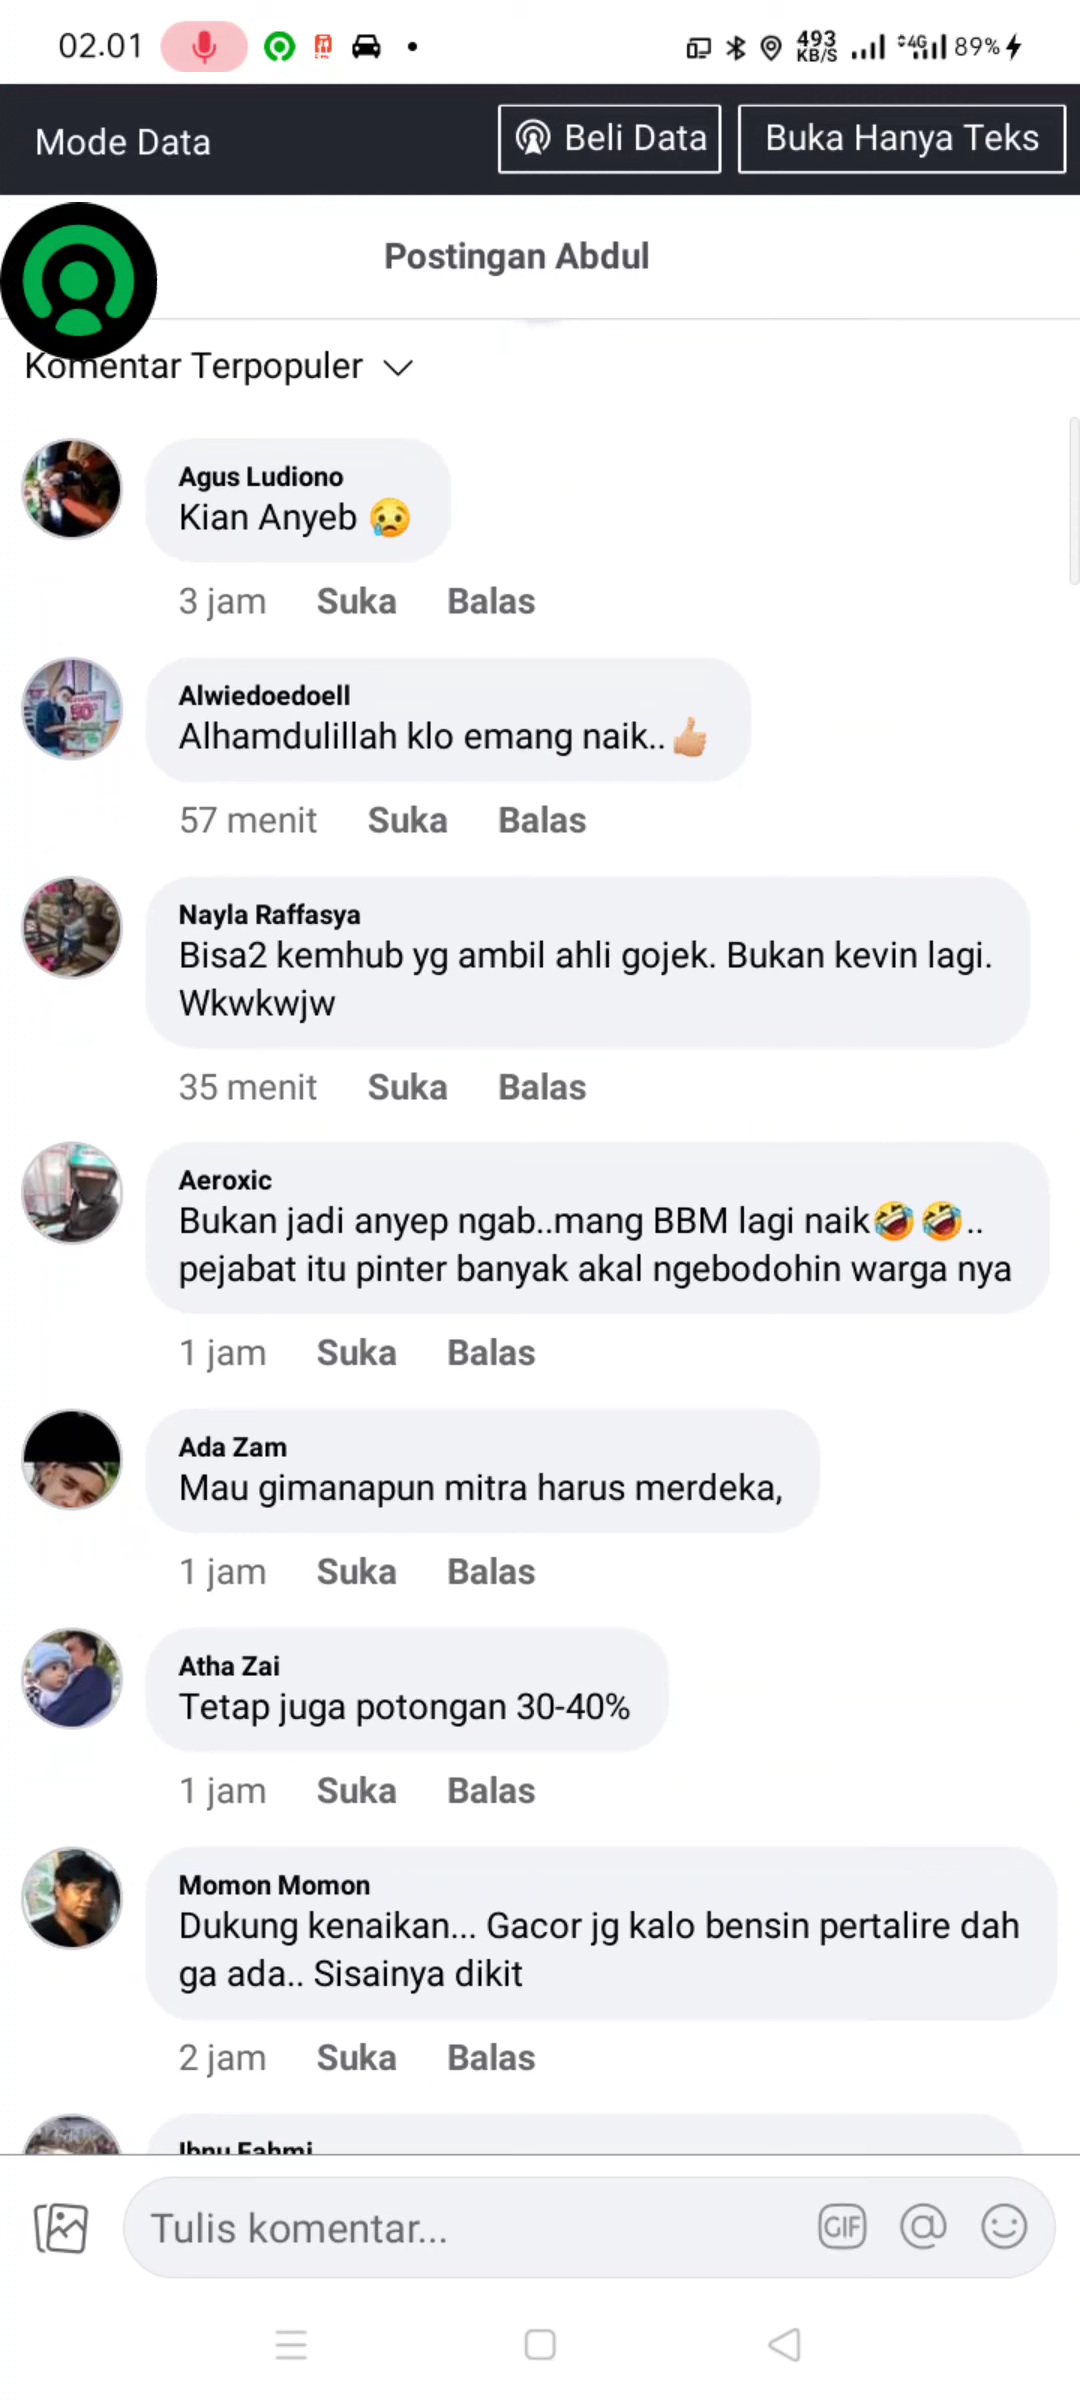 02.01
493
KB/S
4G
89%
Mode Data
Beli Data
Buka Hanya Teks
Postingan Abdul
Komentar Terpopuler
Agus Ludiono
Kian Anyeb 😥
3 jam Suka Balas
Alwiedoedoell
Alhamdulillah klo emang naik..👍🏼
57 menit Suka Balas
Nayla Raffasya
Bisa2 kemhub yg ambil ahli gojek. Bukan kevin lagi.
Wkwkwjw
35 menit Suka Balas
Aeroxic
Bukan jadi anyep ngab..mang BBM lagi naik🤣🤣..
pejabat itu pinter banyak akal ngebodohin warga nya
1 jam Suka Balas
Ada Zam
Mau gimanapun mitra harus merdeka,
1 jam Suka Balas
Atha Zai
Tetap juga potongan 30-40%
1 jam Suka Balas
Momon Momon
Dukung kenaikan... Gacor jg kalo bensin pertalire dah
ga ada.. Sisainya dikit
2 jam Suka Balas
Ibnu Fahmi
Tulis komentar...
GIF
@